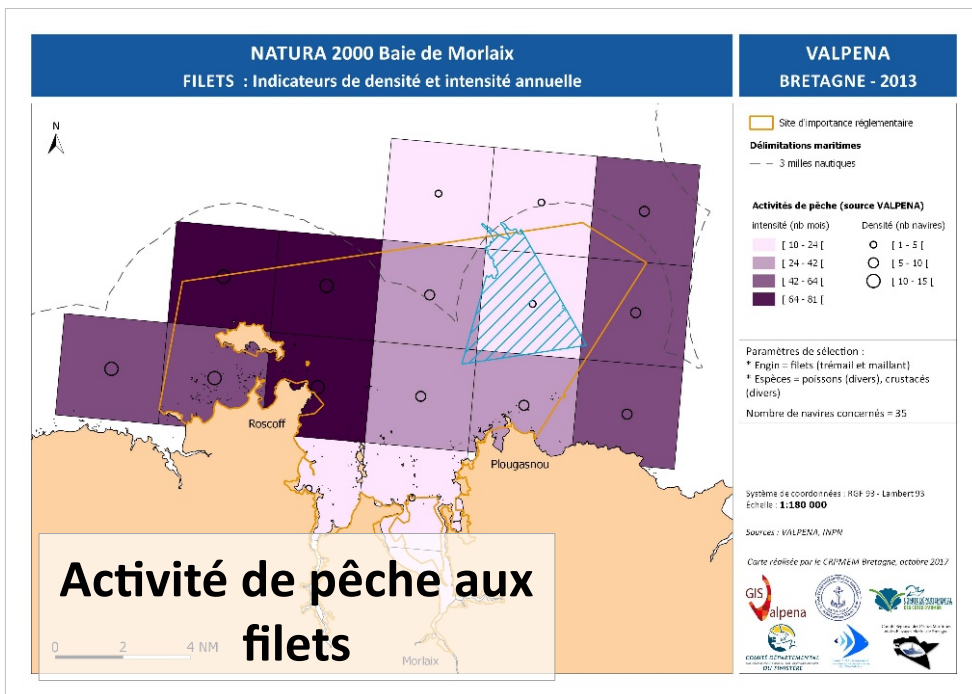 NATURA 2000 Baie de Morlaix
FILETS : Indicateurs de densité et intensité annuelle
VALPENA
BRETAGNE - 2013
N
Site d'importance réglementaire
Délimitations maritimes
3 milles nautiques
Activités de pêche (source VALPENA)
intensité (nb mois)
Densité (nb navires)
[ 10 - 24 [
[ 1 - 5 [
[ 24 - 42 [
[ 5 - 10 [
[ 42 - 64 [
[ 10 - 15 [
[ 64 - 81 [
Paramètres de sélection :
* Engin = filets (trémail et maillant)
* Espèces = poissons (divers), crustacés
(divers)
Nombre de navires concernés = 35
Roscoff
Plougasnou
Système de coordonnées : RGF 93 - Lambert 93
Echelle : 1:180 000
Sources : VALPENA, INPN
Carte réalisée par le CRPMEM Bretagne, octobre 2017
Activité de pêche aux
filets
0 2 4 NM
Morlaix
GIS
Valpena
COMITÉ DÉPARTEMENTAL
DU FINISTÈRE